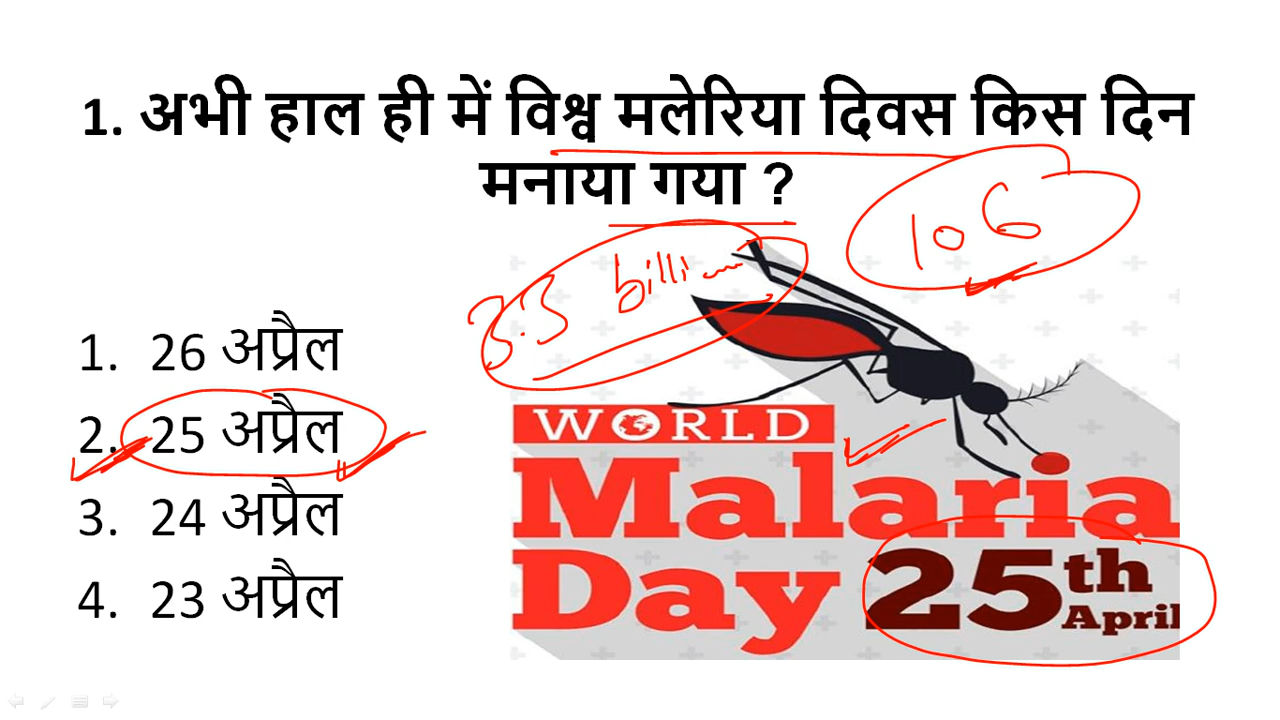 1. अभी हाल ही में विश्व मलेरिया दिवस किस दिन
मनाया गया ?
106
3.3 billion
1. 26 अप्रैल
2. 25 अप्रैल
3. 24 अप्रैल
4. 23 अप्रैल
WORLD
Malaria
Day 25th
April